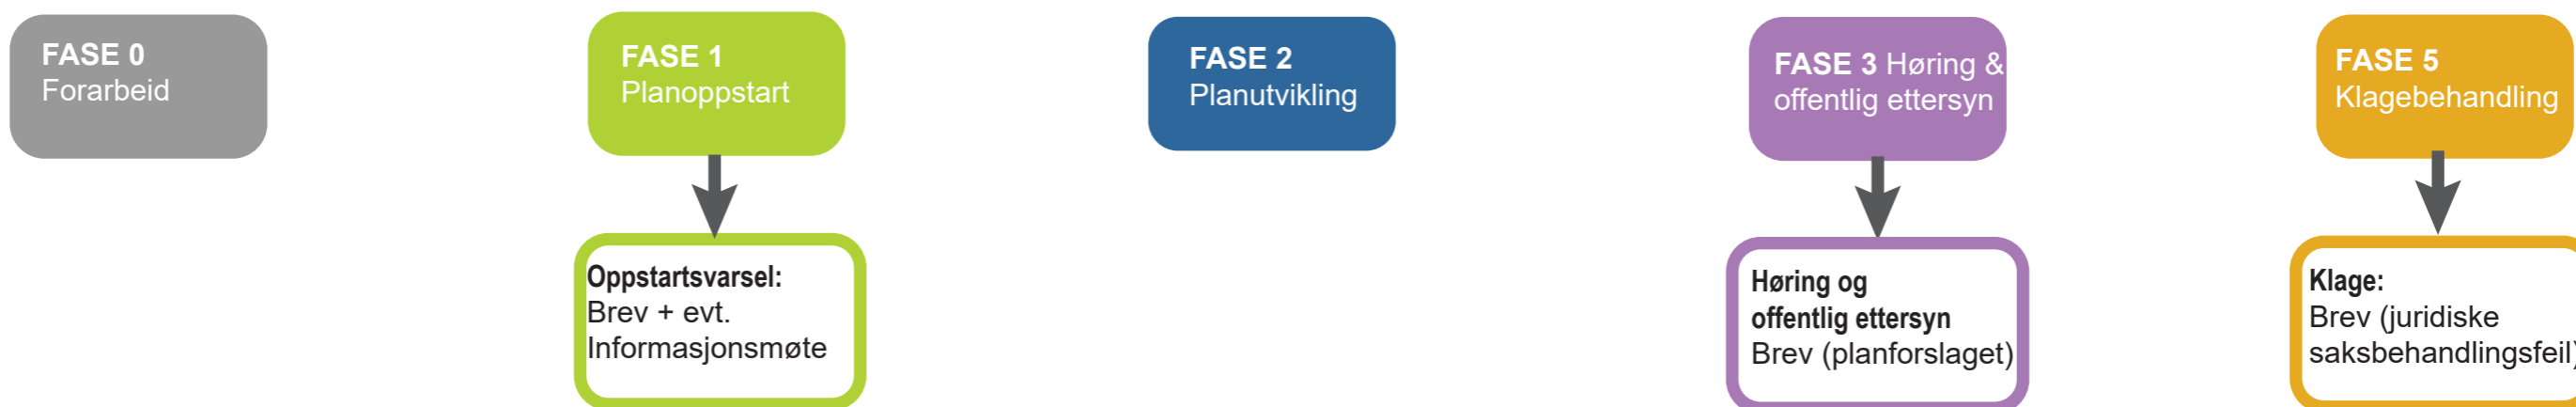 FASE 0
Forarbeid
FASE 1
Planoppstart
FASE 2
Planutvikling
FASE 3 Høring &
offentlig ettersyn
FASE 5
Klagebehandling
Oppstartsvarsel:
Brev + evt.
Informasjonsmøte
Høring og
offentlig ettersyn
Brev (planforslaget)
Klage:
Brev (juridiske
saksbehandlingsfeil)